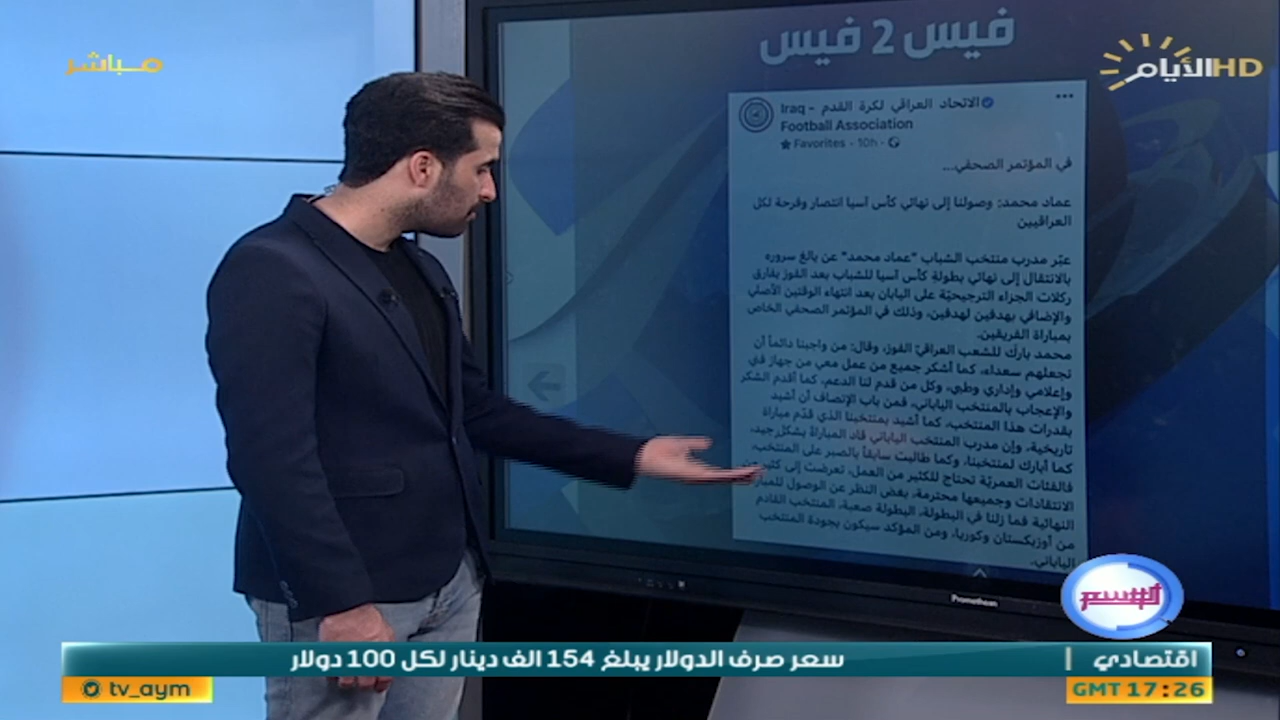 مباشر
فيس 2 فيس
الأيام HD
الاتحاد العراقي لكرة القدم - Iraq
Football Association
Favorites · 10h ·
في المؤتمر الصحفي...
عماد محمد: وصولنا إلى نهائي كأس آسيا انتصار وفرحة لكل
العراقيين
عبّر مدرب منتخب الشباب "عماد محمد" عن بالغ سروره
بالانتقال إلى نهائي بطولة كأس آسيا للشباب بعد الفوز بفارق
ركلات الجزاء الترجيحيّة على اليابان بعد انتهاء الوقتين الأصلي
والإضافي بهدفين لهدفين، وذلك في المؤتمر الصحفي الخاص
بمباراة الفريقين.
محمد بارك للشعب العراقيّ الفوز، وقال: من واجبنا دائماً أن
نجعلهم سعداء، كما أشكر جميع من عمل معي من جهاز فني
وإعلامي وإداري وطبي، وكل من قدم لنا الدعم، كما أقدم الشكر
والإعجاب بالمنتخب الياباني، فمن باب الإنصاف أن أشيد
بقدرات هذا المنتخب، كما أشيد بمنتخبنا الذي قدّم مباراة
تاريخية، وإن مدرب المنتخب الياباني قاد المباراة بشكل جيد،
كما أبارك لمنتخبنا، وكما طالبت سابقاً بالصبر على المنتخب،
فالفئات العمريّة تحتاج للكثير من العمل، تعرضت إلى
الانتقادات وجميعها محترمة، بغض النظر عن الوصول
النهائية فما زلنا في البطولة، البطولة صعبة، المنتخب القادم
من أوزبكستان وكوريا، ومن المؤكد سيكون بجودة المنتخب
الياباني.
Promethean
الوسم
اقتصادي | سعر صرف الدولار يبلغ 154 الف دينار لكل 100 دولار
tv_aym
GMT 17:26